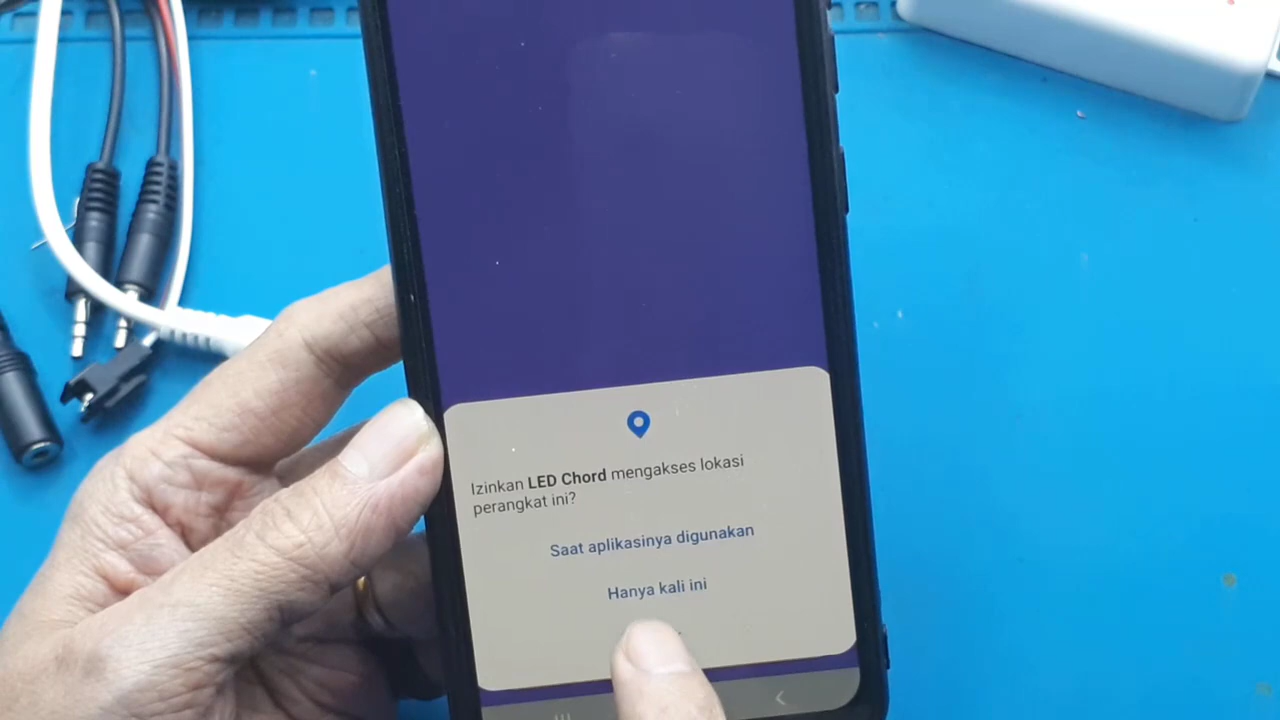 Izinkan LED Chord mengakses lokasi
perangkat ini?
Saat aplikasinya digunakan
Hanya kali ini